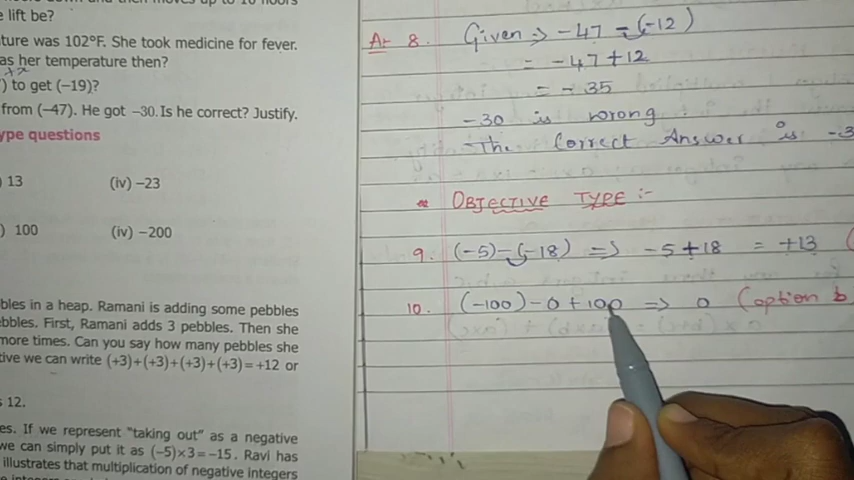 lift be?
ture was 102°F. She took medicine for fever.
as her temperature then?
) to get (−19)?
from (−47). He got −30. Is he correct? Justify.
ype questions
) 13 (iv) −23
) 100 (iv) −200
bles in a heap. Ramani is adding some pebbles
ebbles. First, Ramani adds 3 pebbles. Then she
more times. Can you say how many pebbles she
tive we can write (+3)+(+3)+(+3)+(+3)=+12 or
12.
es. If we represent "taking out" as a negative
we can simply put it as (−5)×3=−15. Ravi has
illustrates that multiplication of negative integers
A- 8. Given => -47 - (-12)
= -47 + 12
= - 35
-30 is wrong.
The Correct Answer is -3
OBJECTIVE TYPE :-
9. (-5)-(-18) => -5+18 = +13 (
10. (-100) - 0 + 100 => 0 (option b